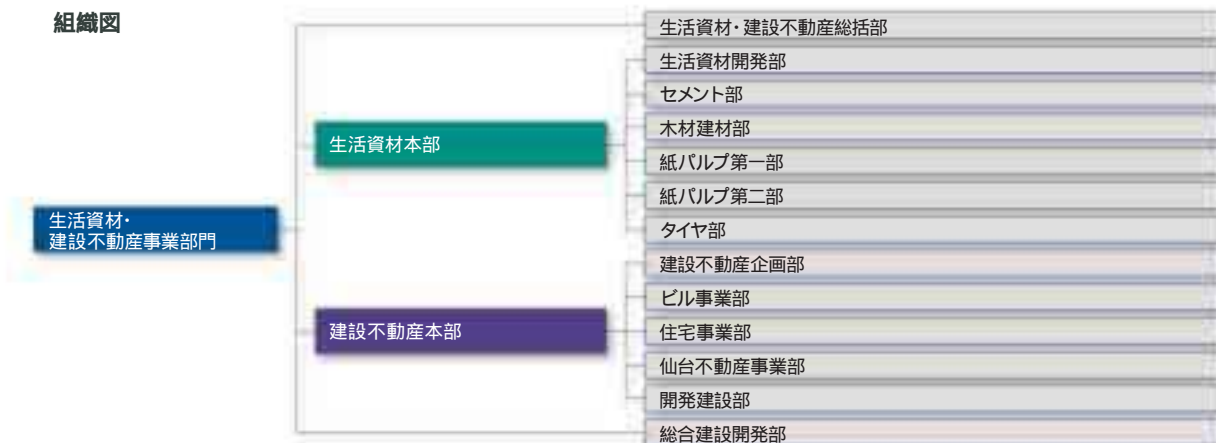 組織図
生活資材・
建設不動産事業部門
生活資材本部
建設不動産本部
生活資材・建設不動産総括部
生活資材開発部
セメント部
木材建材部
紙パルプ第一部
紙パルプ第二部
タイヤ部
建設不動産企画部
ビル事業部
住宅事業部
仙台不動産事業部
開発建設部
総合建設開発部